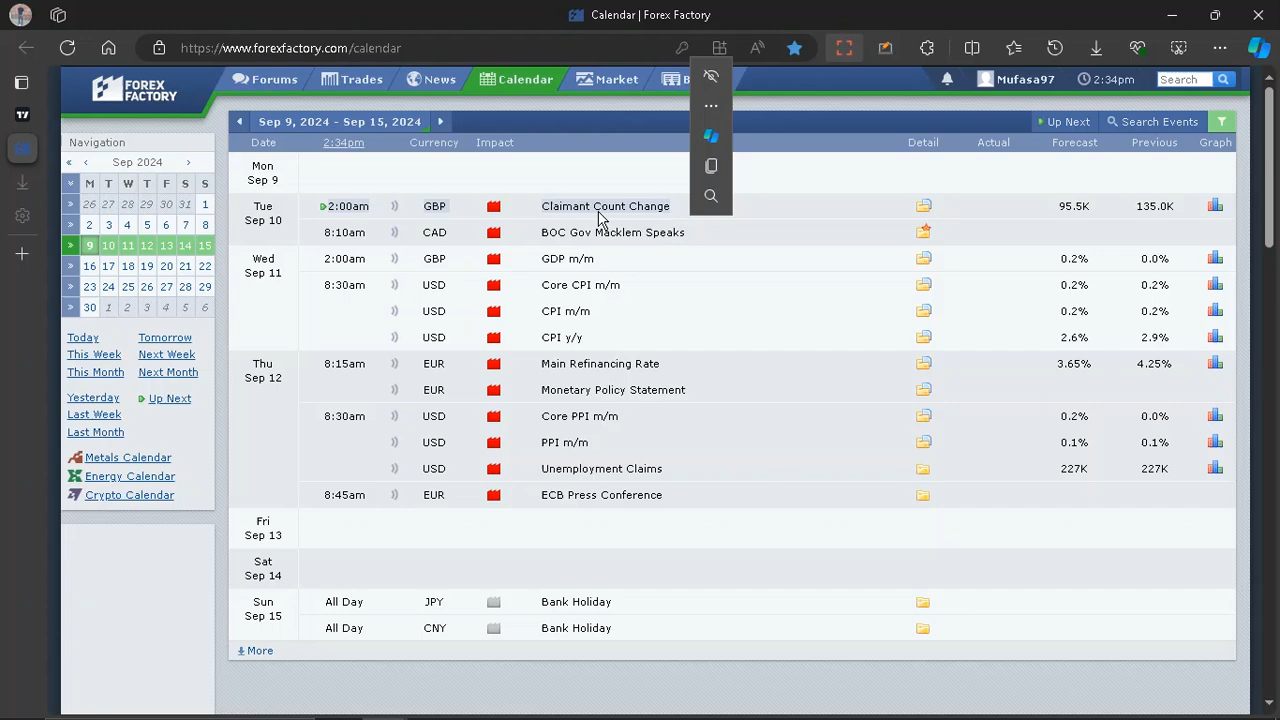 Calendar | Forex Factory
https://www.forexfactory.com/calendar
FOREX FACTORY
Forums Trades News Calendar Market B Mufasa97 2:34pm Search
Sep 9, 2024 - Sep 15, 2024 Up Next Search Events
Date 2:34pm Currency Impact Detail Actual Forecast Previous Graph
Navigation
Sep 2024
M T W T F S S
26 27 28 29 30 31 1
2 3 4 5 6 7 8
9 10 11 12 13 14 15
16 17 18 19 20 21 22
23 24 25 26 27 28 29
30 1 2 3 4 5 6
Today Tomorrow
This Week Next Week
This Month Next Month
Yesterday Up Next
Last Week
Last Month
Metals Calendar
Energy Calendar
Crypto Calendar
Mon Sep 9
Tue Sep 10 2:00am GBP Claimant Count Change 95.5K 135.0K
8:10am CAD BOC Gov Macklem Speaks
Wed Sep 11 2:00am GBP GDP m/m 0.2% 0.0%
8:30am USD Core CPI m/m 0.2% 0.2%
USD CPI m/m 0.2% 0.2%
USD CPI y/y 2.6% 2.9%
Thu Sep 12 8:15am EUR Main Refinancing Rate 3.65% 4.25%
EUR Monetary Policy Statement
8:30am USD Core PPI m/m 0.2% 0.0%
USD PPI m/m 0.1% 0.1%
USD Unemployment Claims 227K 227K
8:45am EUR ECB Press Conference
Fri Sep 13
Sat Sep 14
Sun Sep 15 All Day JPY Bank Holiday
All Day CNY Bank Holiday
More